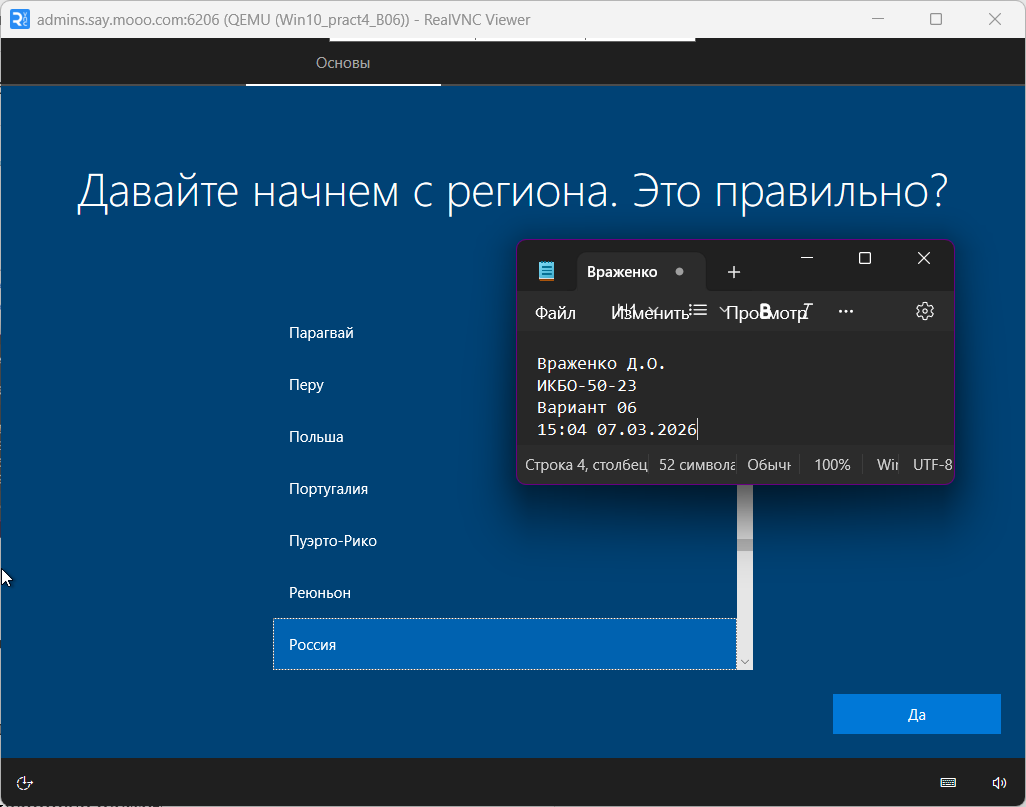 admins.say.mooo.com:6206 (QEMU (Win10_pract4_B06)) - RealVNC Viewer
Основы
Давайте начнем с региона. Это правильно?
Враженко
Файл Изменить Просмотр
Враженко Д.О.
ИКБО-50-23
Вариант 06
15:04 07.03.2026
Строка 4, столбец 52 символа Обычн 100% Win UTF-8
Парагвай
Перу
Польша
Португалия
Пуэрто-Рико
Реюньон
Россия
Да